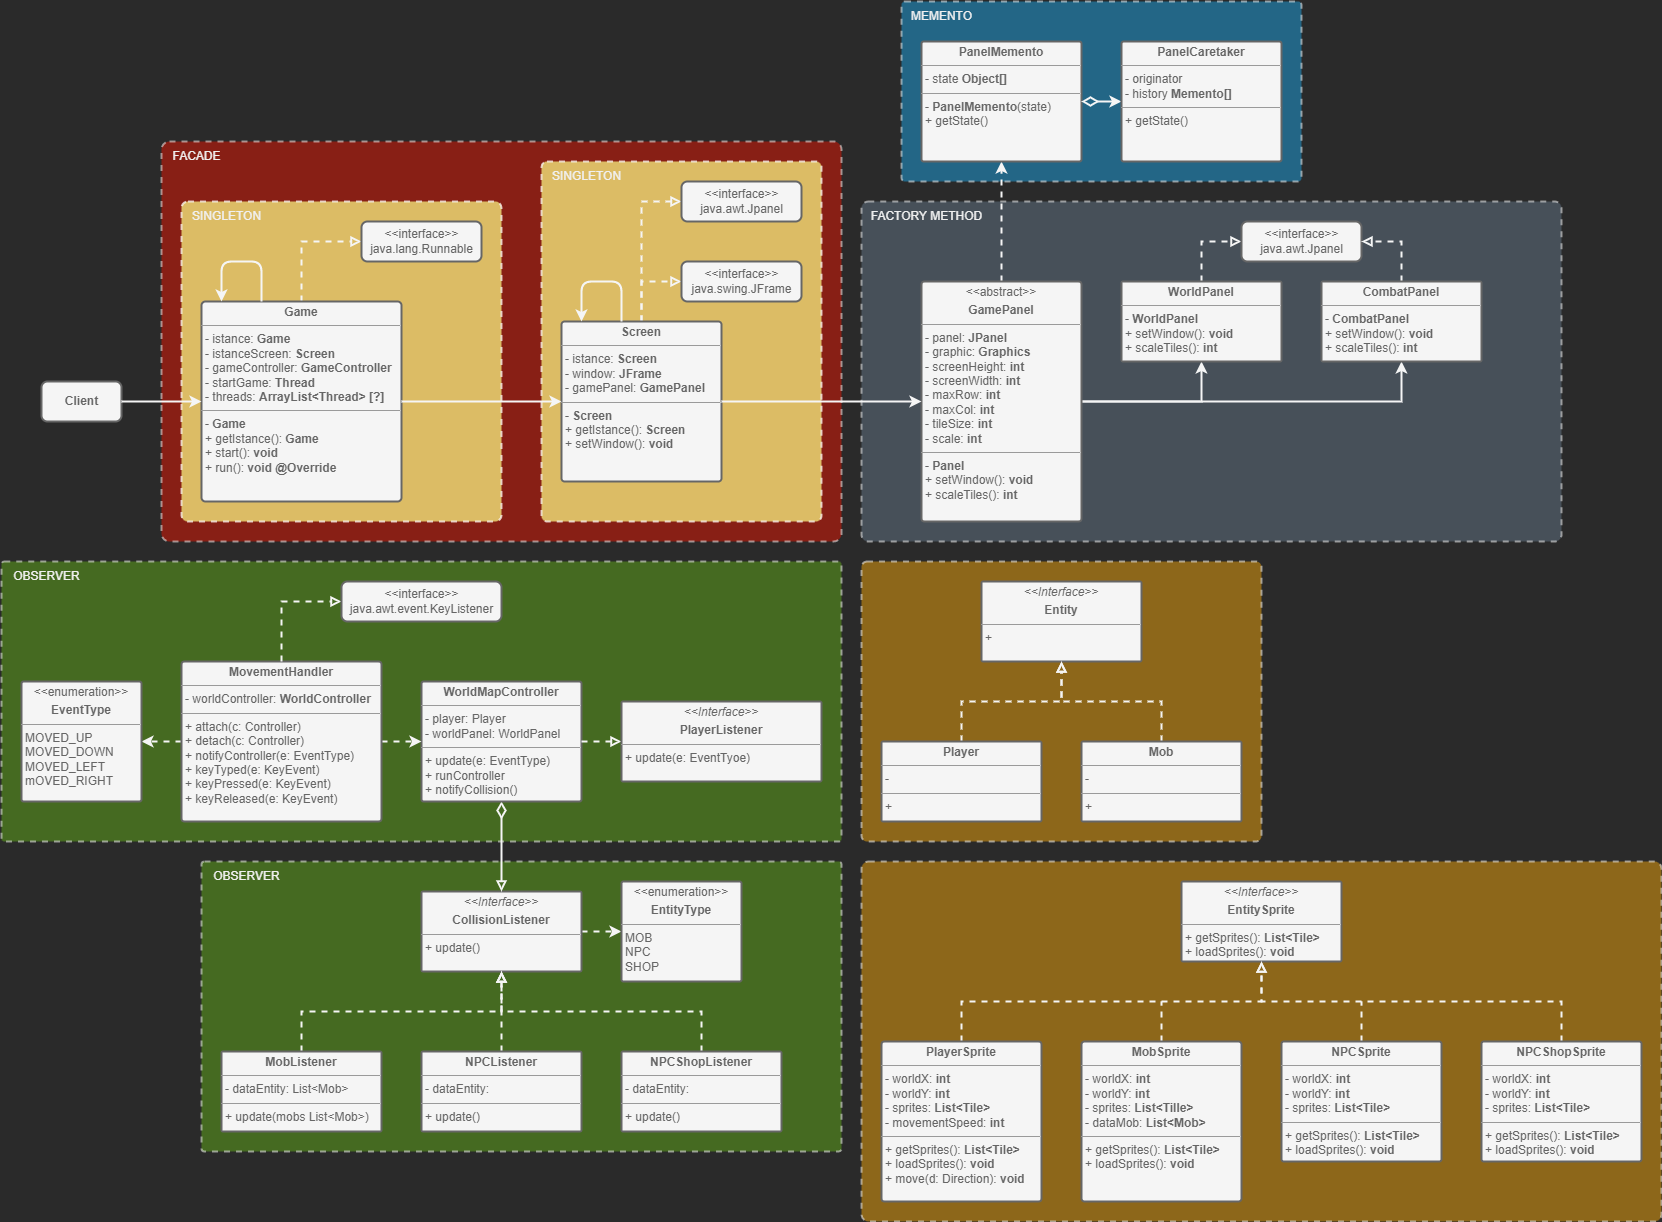 MEMENTO
PanelMemento
- state Object[]
- PanelMemento(state)
+ getState()
PanelCaretaker
- originator
- history Memento[]
+ getState()
FACADE
SINGLETON
<<interface>>
java.lang.Runnable
Game
- istance: Game
- istanceScreen: Screen
- gameController: GameController
- startGame: Thread
- threads: ArrayList<Thread> [?]
- Game
+ getIstance(): Game
+ start(): void
+ run(): void @Override
Client
SINGLETON
<<interface>>
java.awt.Jpanel
<<interface>>
java.swing.JFrame
Screen
- istance: Screen
- window: JFrame
- gamePanel: GamePanel
- Screen
+ getIstance(): Screen
+ setWindow(): void
FACTORY METHOD
<<abstract>>
GamePanel
- panel: JPanel
- graphic: Graphics
- screenHeight: int
- screenWidth: int
- maxRow: int
- maxCol: int
- tileSize: int
- scale: int
- Panel
+ setWindow(): void
+ scaleTiles(): int
<<interface>>
java.awt.Jpanel
WorldPanel
- WorldPanel
+ setWindow(): void
+ scaleTiles(): int
CombatPanel
- CombatPanel
+ setWindow(): void
+ scaleTiles(): int
OBSERVER
<<interface>>
java.awt.event.KeyListener
<<enumeration>>
EventType
MOVED_UP
MOVED_DOWN
MOVED_LEFT
mOVED_RIGHT
MovementHandler
- worldController: WorldController
+ attach(c: Controller)
+ detach(c: Controller)
+ notifyController(e: EventType)
+ keyTyped(e: KeyEvent)
+ keyPressed(e: KeyEvent)
+ keyReleased(e: KeyEvent)
WorldMapController
- player: Player
- worldPanel: WorldPanel
+ update(e: EventType)
+ runController
+ notifyCollision()
<<Interface>>
PlayerListener
+ update(e: EventTyoe)
<<Interface>>
Entity
+
Player
-
+
Mob
-
+
OBSERVER
<<Interface>>
CollisionListener
+ update()
<<enumeration>>
EntityType
MOB
NPC
SHOP
MobListener
- dataEntity: List<Mob>
+ update(mobs List<Mob>)
NPCListener
- dataEntity:
+ update()
NPCShopListener
- dataEntity:
+ update()
<<Interface>>
EntitySprite
+ getSprites(): List<Tile>
+ loadSprites(): void
PlayerSprite
- worldX: int
- worldY: int
- sprites: List<Tile>
- movementSpeed: int
+ getSprites(): List<Tile>
+ loadSprites(): void
+ move(d: Direction): void
MobSprite
- worldX: int
- worldY: int
- sprites: List<Tille>
- dataMob: List<Mob>
+ getSprites(): List<Tile>
+ loadSprites(): void
NPCSprite
- worldX: int
- worldY: int
- sprites: List<Tile>
+ getSprites(): List<Tile>
+ loadSprites(): void
NPCShopSprite
- worldX: int
- worldY: int
- sprites: List<Tile>
+ getSprites(): List<Tile>
+ loadSprites(): void